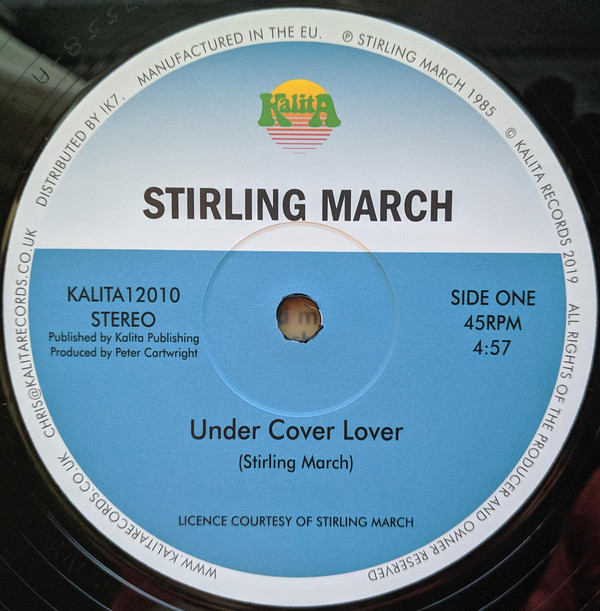 WWW.KALITARECORDS.CO.UK   CHRIS@KALITARECORDS.CO.UK   DISTRIBUTED BY !K7.   MANUFACTURED IN THE EU.   ℗ STIRLING MARCH 1985   © KALITA RECORDS 2019   ALL RIGHTS OF THE PRODUCER AND OWNER RESERVED
KalitA
STIRLING MARCH
KALITA12010
STEREO
Published by Kalita Publishing
Produced by Peter Cartwright
SIDE ONE
45RPM
4:57
Under Cover Lover
(Stirling March)
LICENCE COURTESY OF STIRLING MARCH